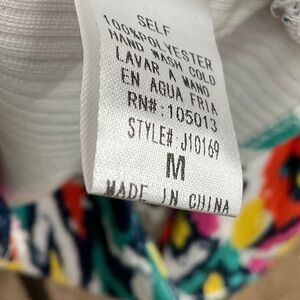 SELF
100%POLYESTER
HAND WASH COLD
LAVAR A MANO
EN AGUA FRIA
RN#:105013
STYLE# J10169
M
MADE IN CHINA